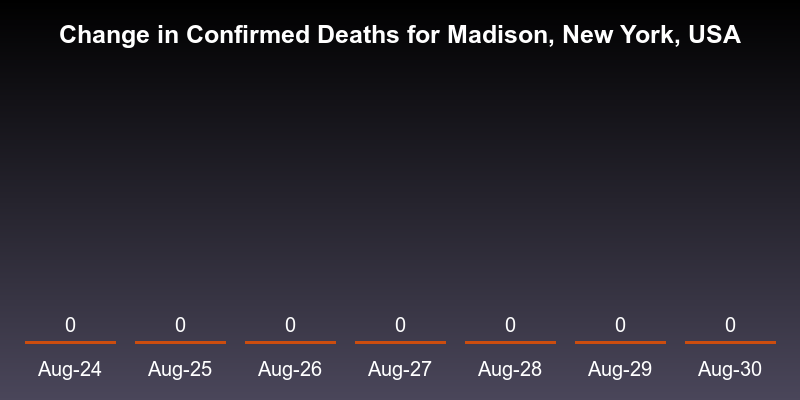 Change in Confirmed Deaths for Madison, New York, USA
0 0 0 0 0 0 0
Aug-24 Aug-25 Aug-26 Aug-27 Aug-28 Aug-29 Aug-30